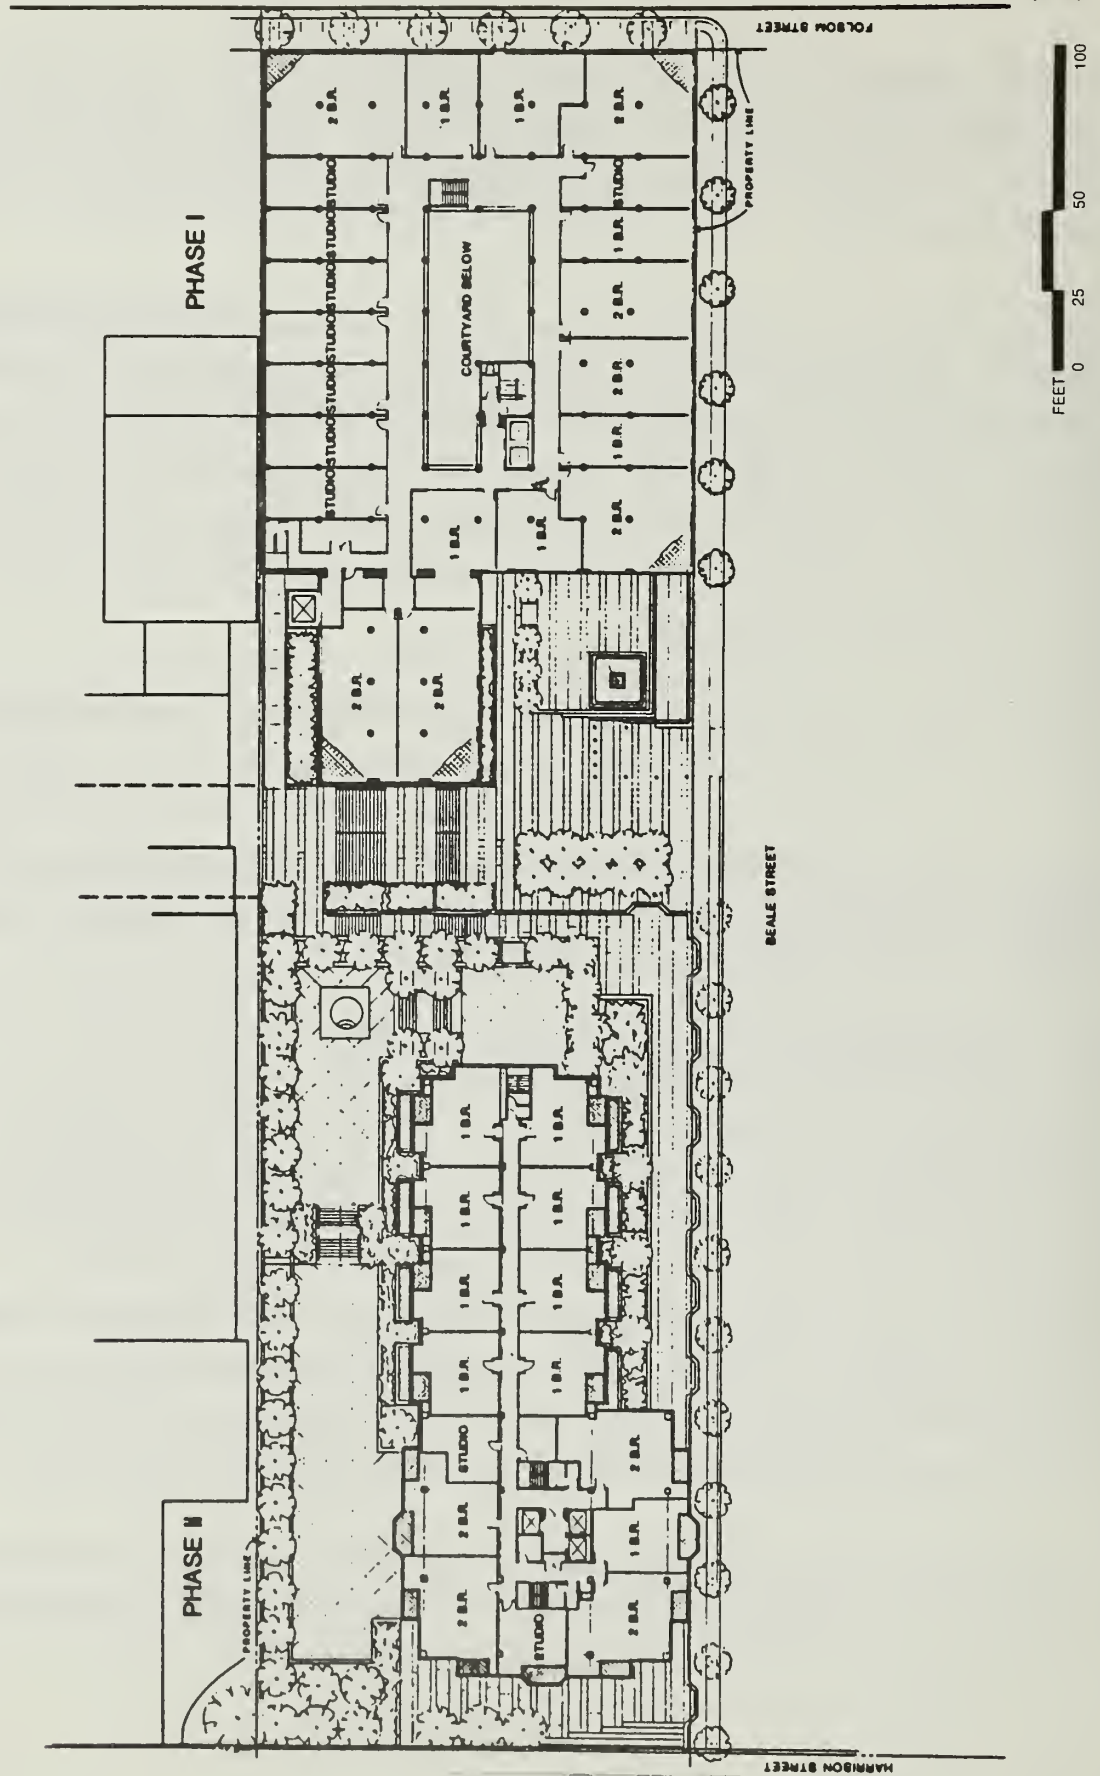 FOLSOM STREET
PHASE I
2 B.R.
1 B.R.
1 B.R.
2 B.R.
PROPERTY LINE
STUDIO
STUDIO
STUDIO
STUDIO
STUDIO
STUDIO
STUDIO
COURTYARD BELOW
STUDIO
1 B.R.
2 B.R.
2 B.R.
1 B.R.
2 B.R.
1 B.R.
1 B.R.
2 B.R.
2 B.R.
BEALE STREET
1 B.R.
1 B.R.
1 B.R.
1 B.R.
1 B.R.
1 B.R.
1 B.R.
1 B.R.
STUDIO
2 B.R.
2 B.R.
2 B.R.
1 B.R.
STUDIO
2 B.R.
PHASE II
PROPERTY LINE
HARRISON STREET
FEET 0 25 50 100